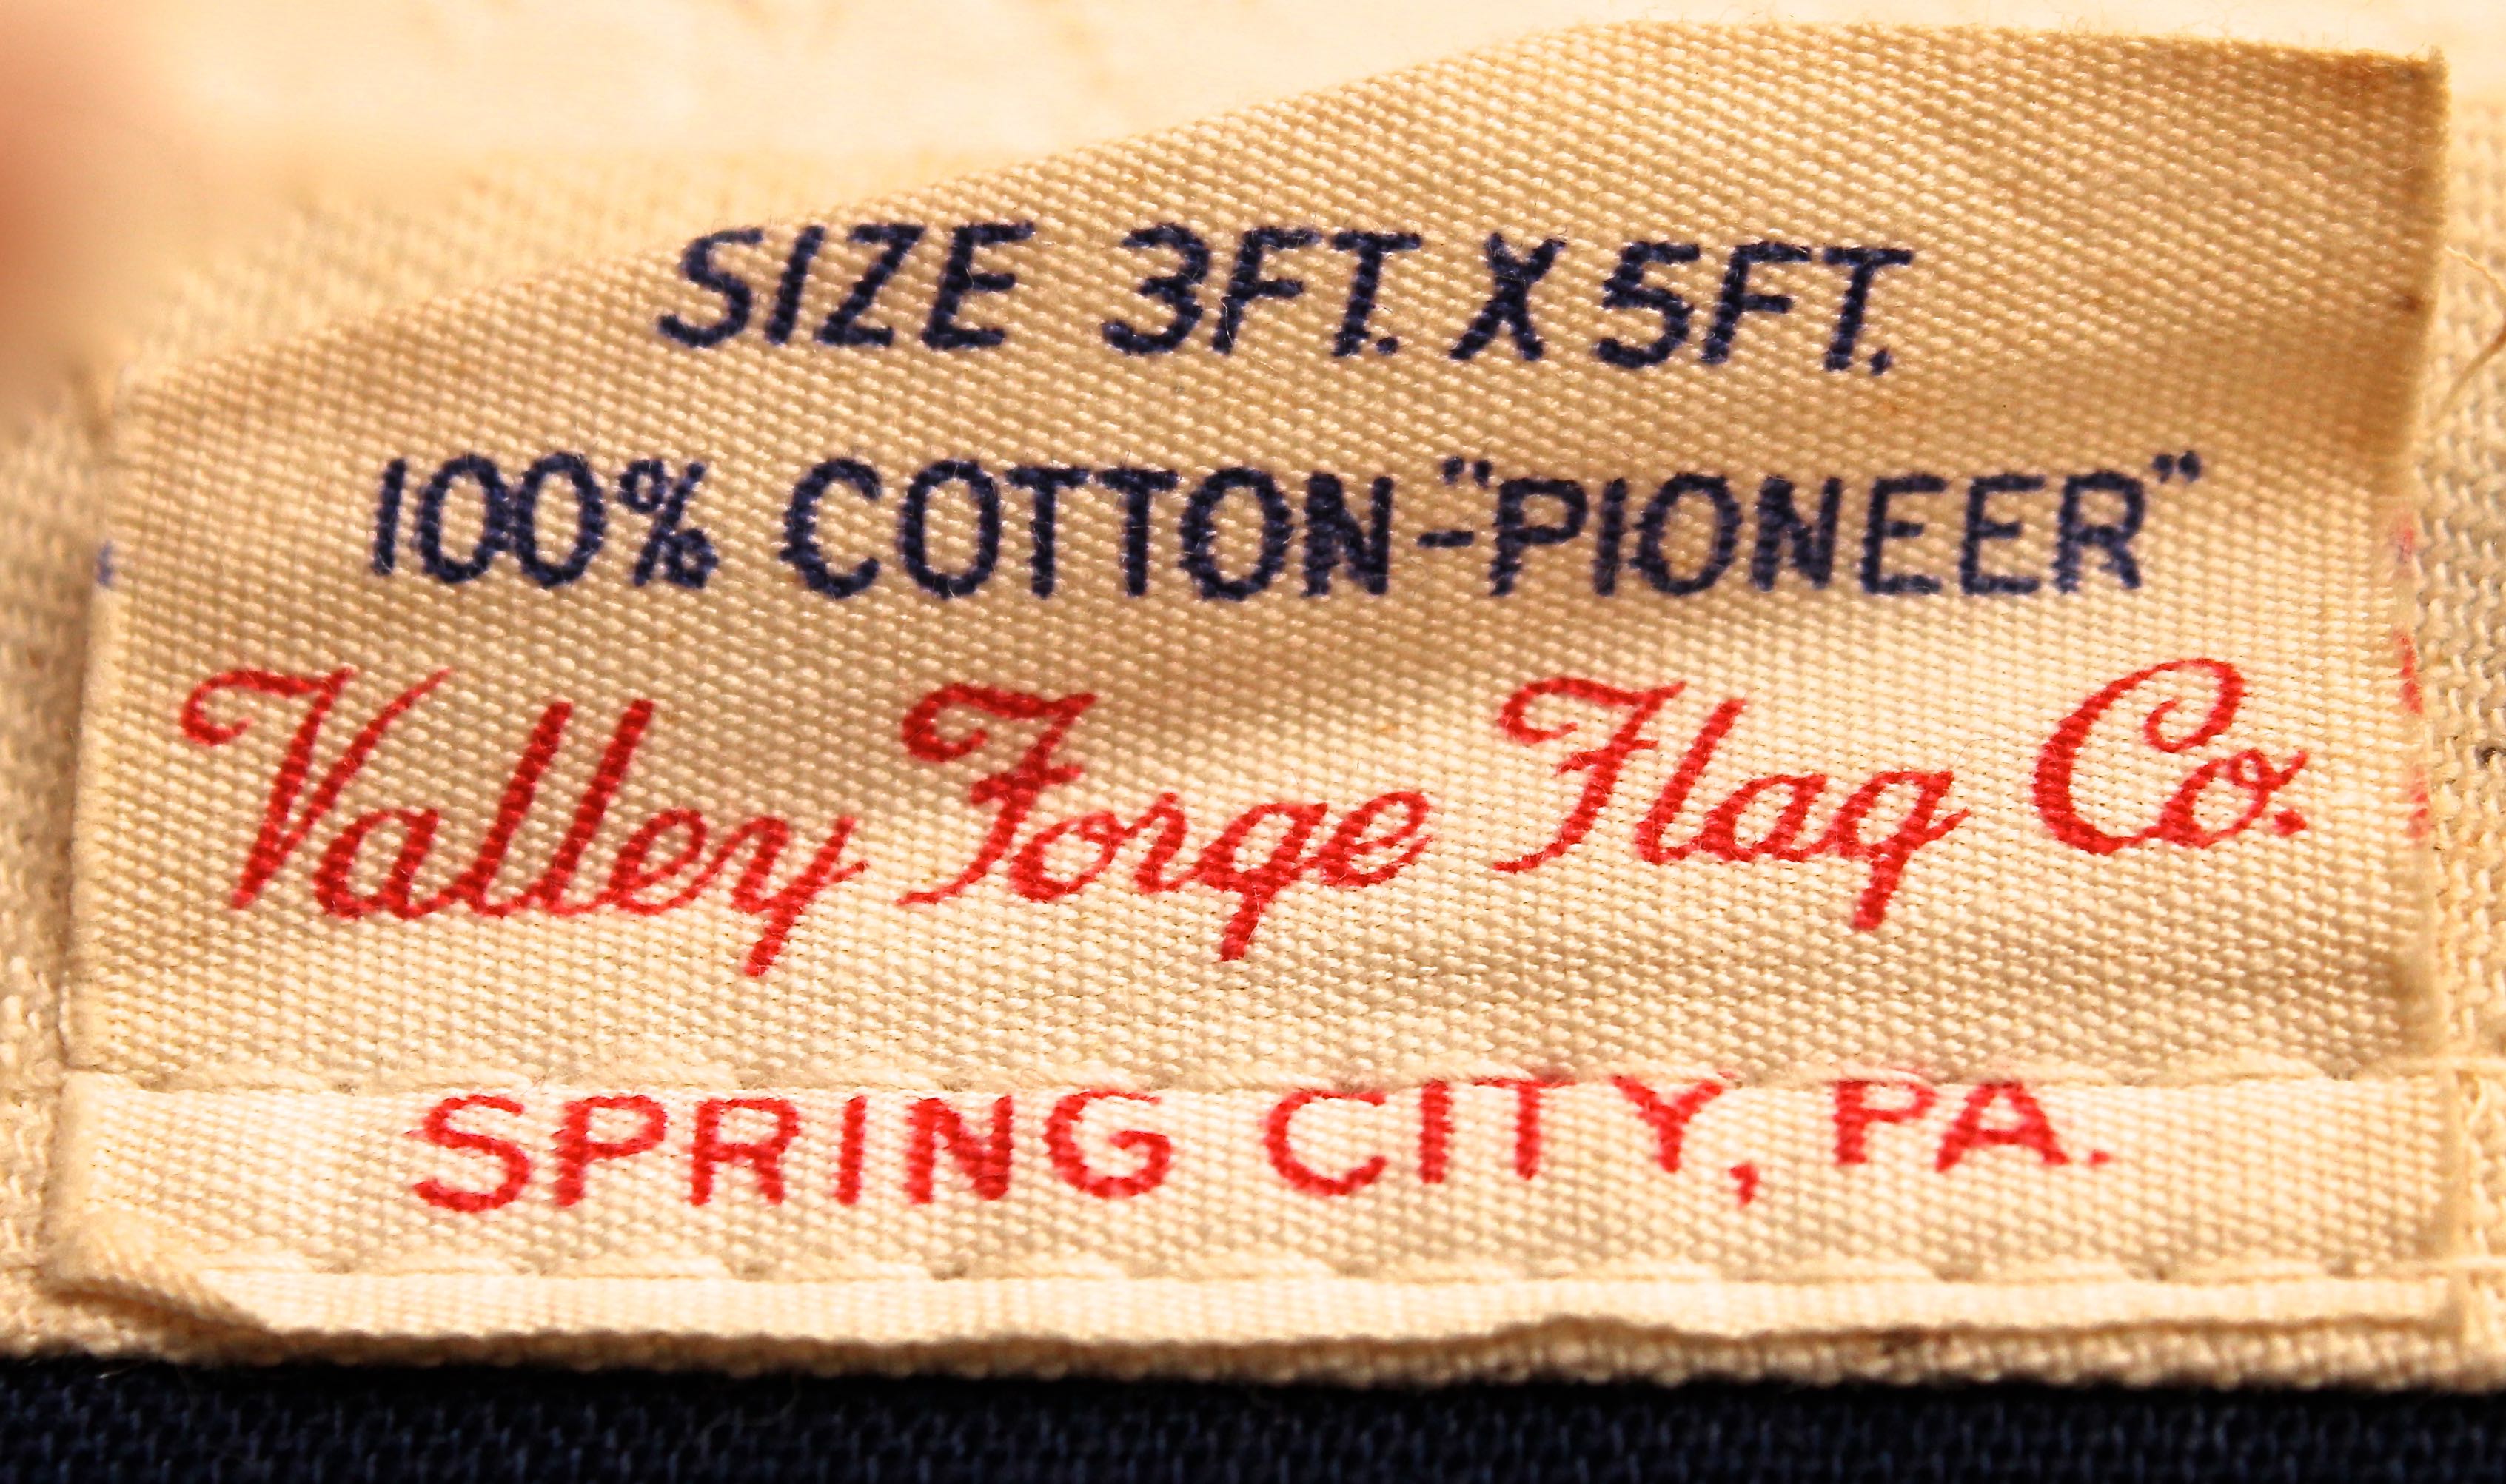 SIZE 3FT. X 5FT.
100% COTTON-"PIONEER"
Valley Forge Flag Co.
SPRING CITY, PA.